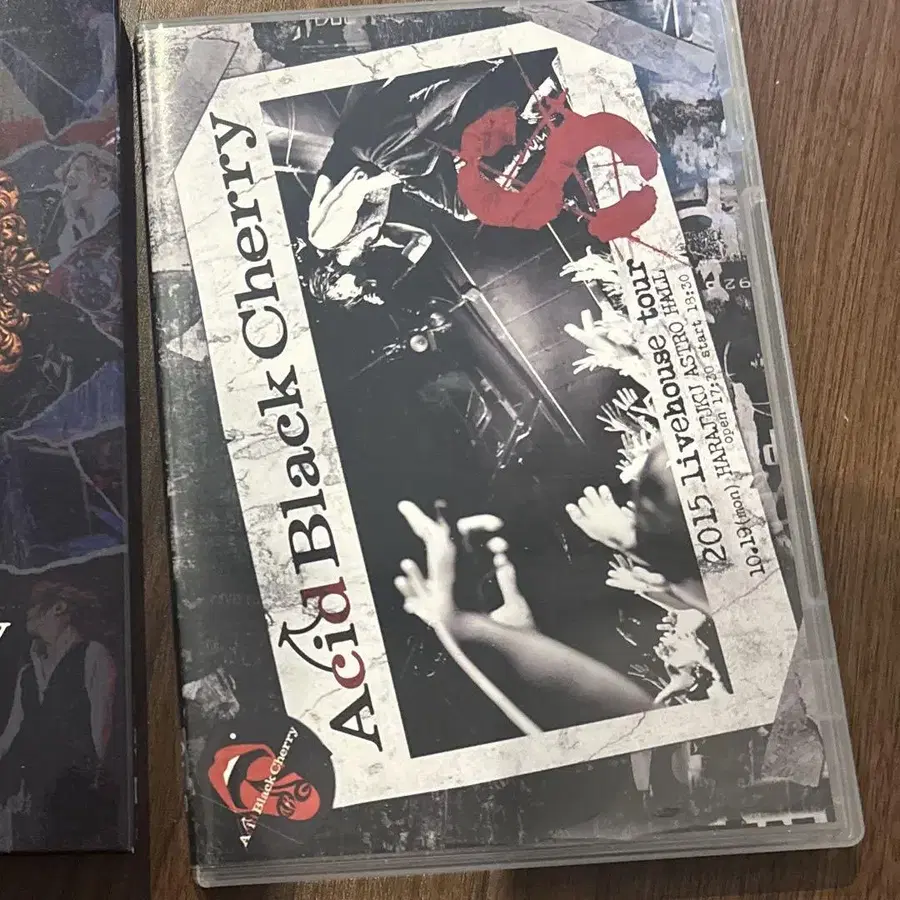 Acid Black Cherry
S
2015 livehouse tour
10.19(mon) HARAJUKU ASTRO HALL
open 17:30 start 18:30
Acid Black Cherry